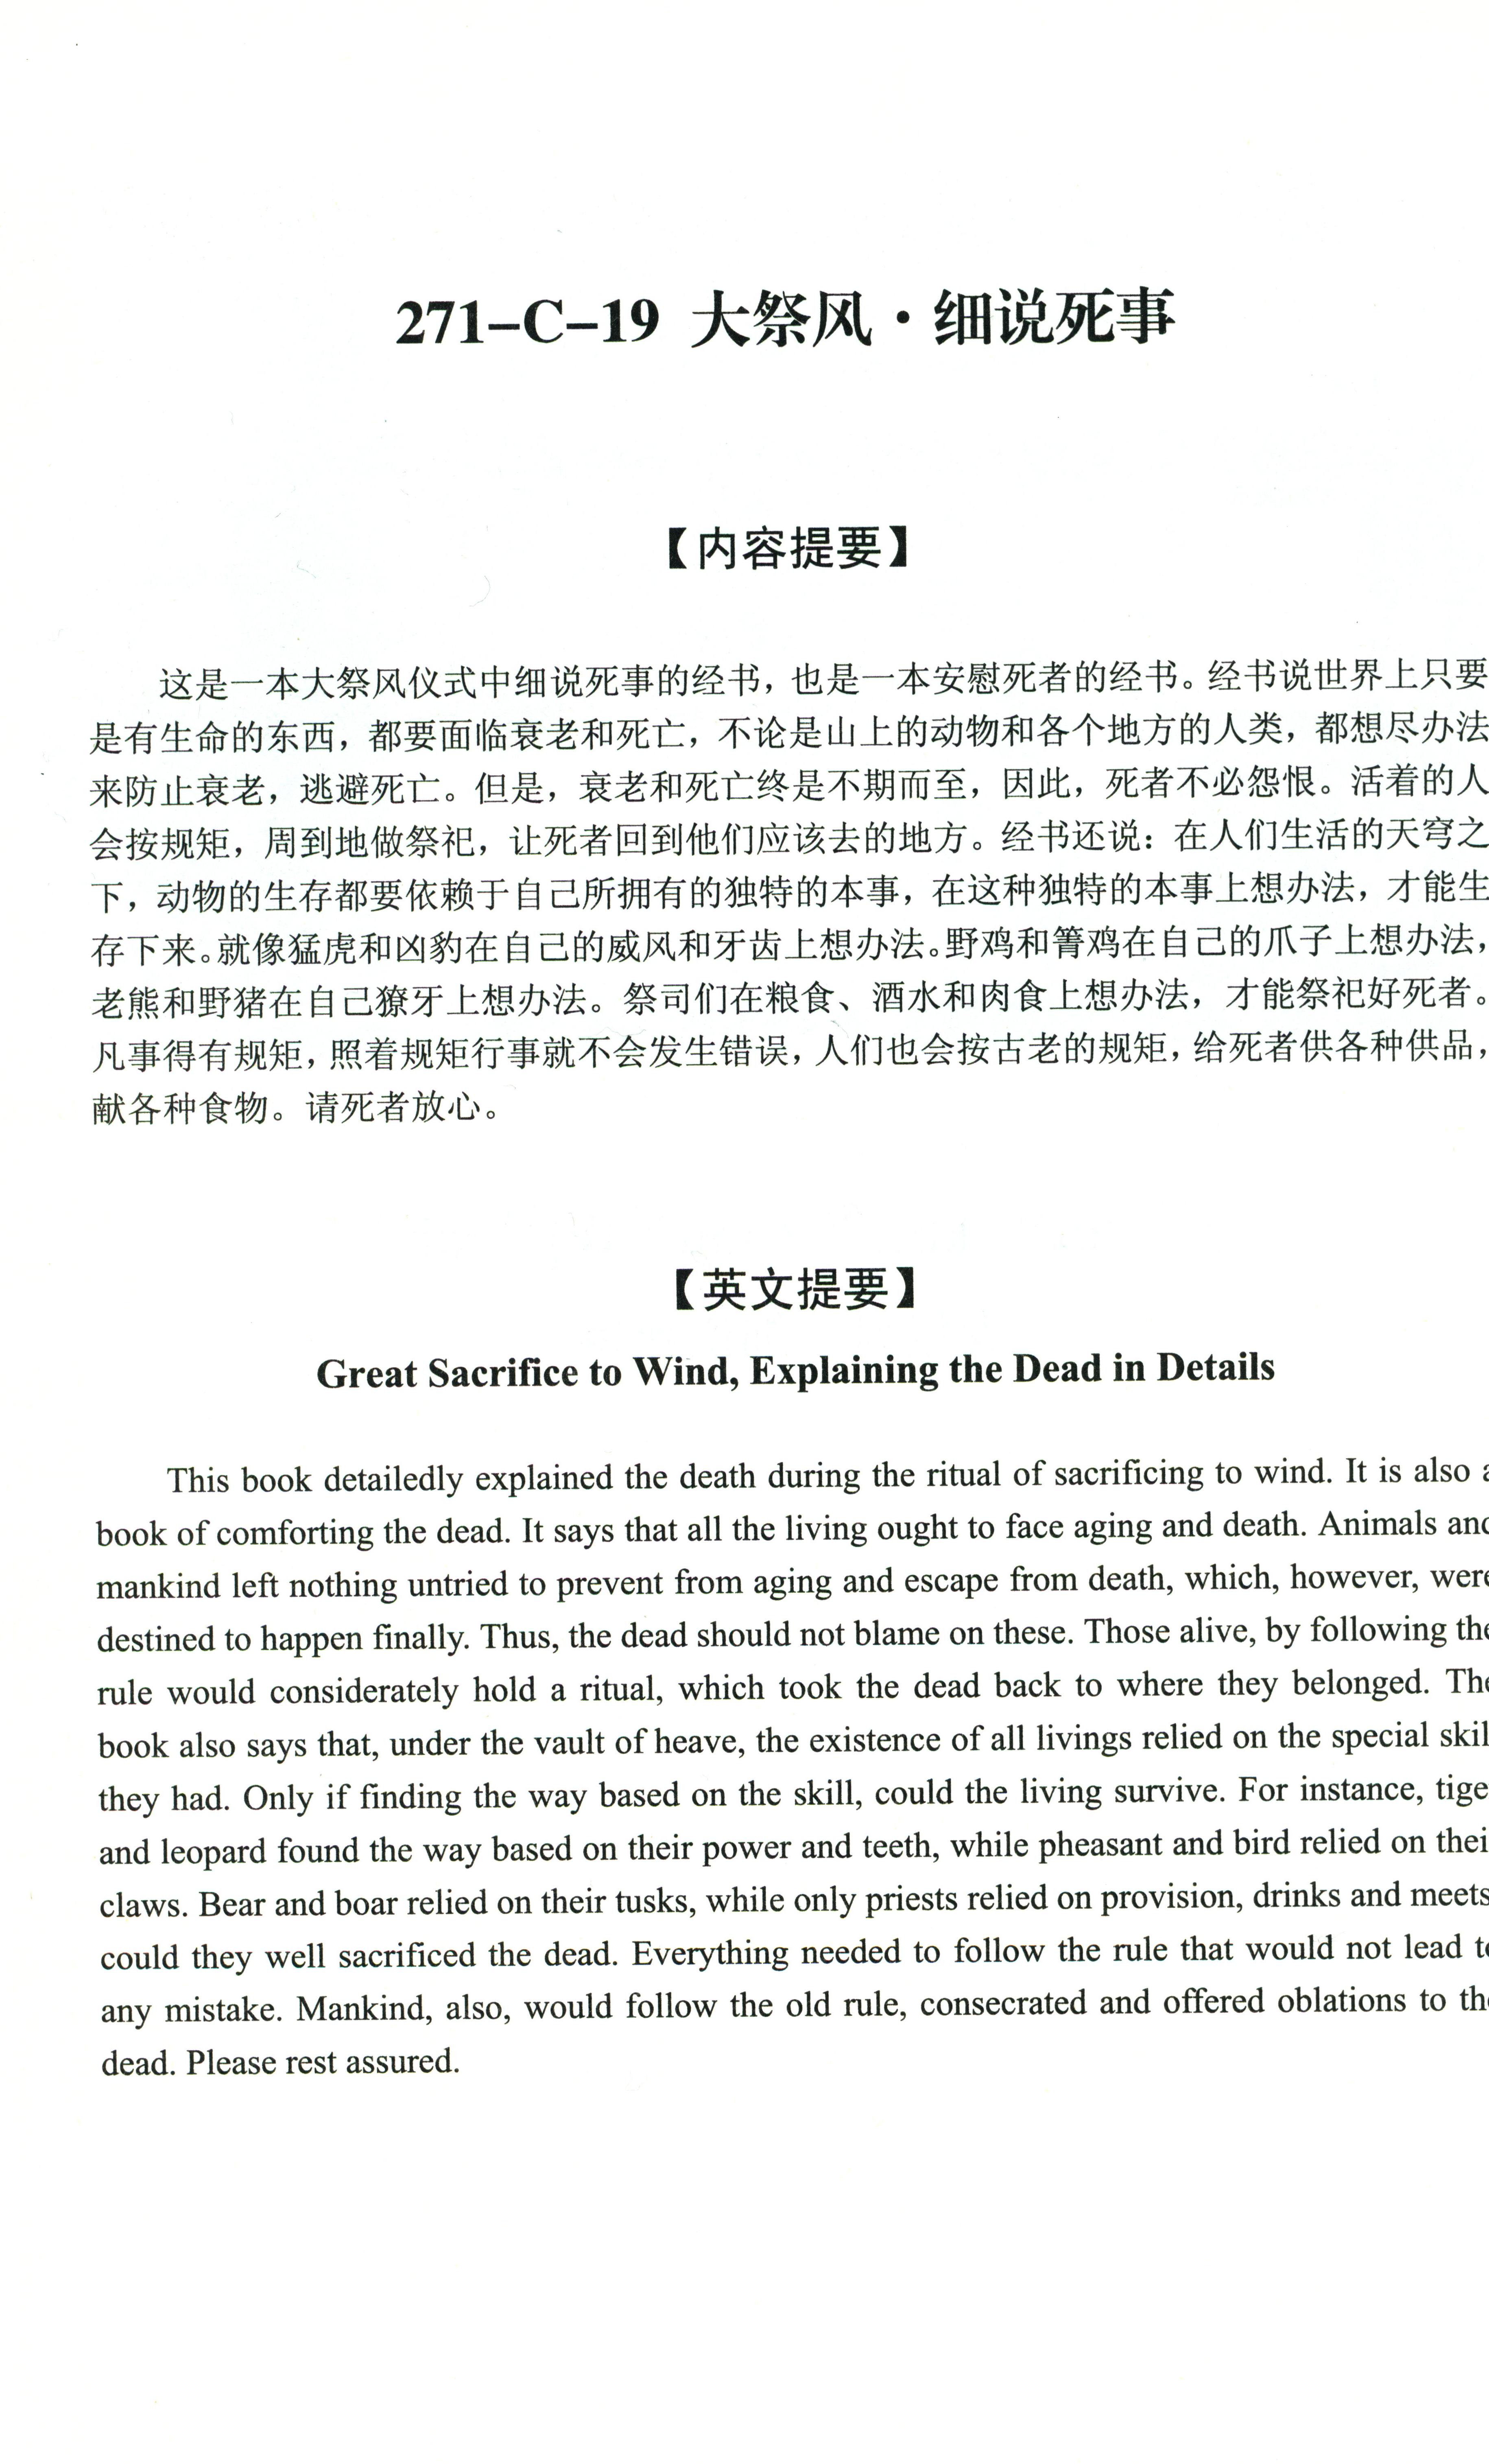 271-C-19 大祭风·细说死事
【内容提要】
这是一本大祭风仪式中细说死事的经书，也是一本安慰死者的经书。经书说世界上只要
是有生命的东西，都要面临衰老和死亡，不论是山上的动物和各个地方的人类，都想尽办法
来防止衰老，逃避死亡。但是，衰老和死亡终是不期而至，因此，死者不必怨恨。活着的人
会按规矩，周到地做祭祀，让死者回到他们应该去的地方。经书还说：在人们生活的天穹之
下，动物的生存都要依赖于自己所拥有的独特的本事，在这种独特的本事上想办法，才能生
存下来。就像猛虎和凶豹在自己的威风和牙齿上想办法。野鸡和箐鸡在自己的爪子上想办法，
老熊和野猪在自己獠牙上想办法。祭司们在粮食、酒水和肉食上想办法，才能祭祀好死者。
凡事得有规矩，照着规矩行事就不会发生错误，人们也会按古老的规矩，给死者供各种供品，
献各种食物。请死者放心。
【英文提要】
Great Sacrifice to Wind, Explaining the Dead in Details
This book detailedly explained the death during the ritual of sacrificing to wind. It is also a
book of comforting the dead. It says that all the living ought to face aging and death. Animals and
mankind left nothing untried to prevent from aging and escape from death, which, however, were
destined to happen finally. Thus, the dead should not blame on these. Those alive, by following the
rule would considerately hold a ritual, which took the dead back to where they belonged. The
book also says that, under the vault of heave, the existence of all livings relied on the special skil
they had. Only if finding the way based on the skill, could the living survive. For instance, tige
and leopard found the way based on their power and teeth, while pheasant and bird relied on thei
claws. Bear and boar relied on their tusks, while only priests relied on provision, drinks and meets
could they well sacrificed the dead. Everything needed to follow the rule that would not lead to
any mistake. Mankind, also, would follow the old rule, consecrated and offered oblations to the
dead. Please rest assured.